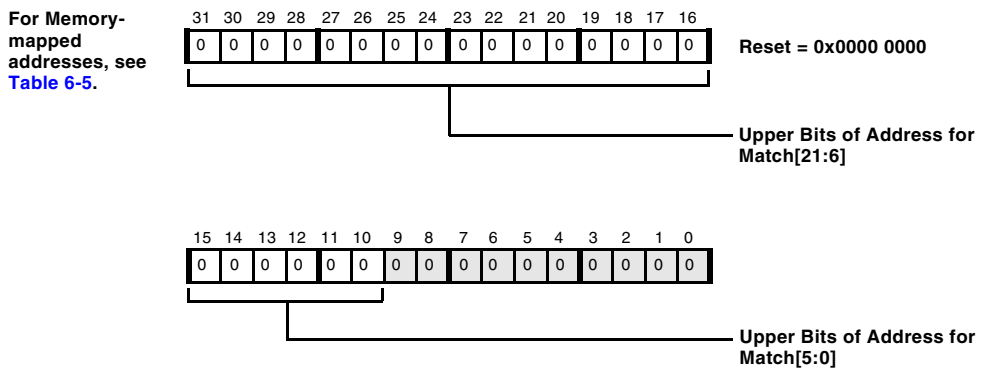 For Memory-
mapped
addresses, see
Table 6-5.
31 30 29 28 27 26 25 24 23 22 21 20 19 18 17 16
0 0 0 0 0 0 0 0 0 0 0 0 0 0 0 0
Reset = 0x0000 0000
Upper Bits of Address for
Match[21:6]
15 14 13 12 11 10 9 8 7 6 5 4 3 2 1 0
0 0 0 0 0 0 0 0 0 0 0 0 0 0 0 0
Upper Bits of Address for
Match[5:0]